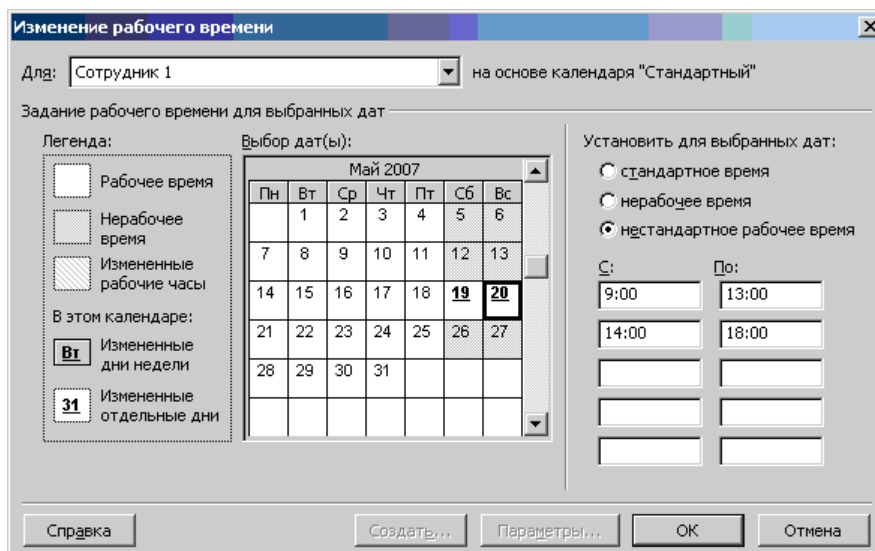 Изменение рабочего времени
Для: Сотрудник 1 на основе календаря "Стандартный"
Задание рабочего времени для выбранных дат
Легенда:
Рабочее время
Нерабочее
время
Измененные
рабочие часы
В этом календаре:
Вт Измененные
дни недели
31 Измененные
отдельные дни
Выбор дат(ы):
Май 2007
Пн Вт Ср Чт Пт Сб Вс
1 2 3 4 5 6
7 8 9 10 11 12 13
14 15 16 17 18 19 20
21 22 23 24 25 26 27
28 29 30 31
Установить для выбранных дат:
стандартное время
нерабочее время
нестандартное рабочее время
С: По:
9:00 13:00
14:00 18:00
Справка Создать... Параметры... ОК Отмена